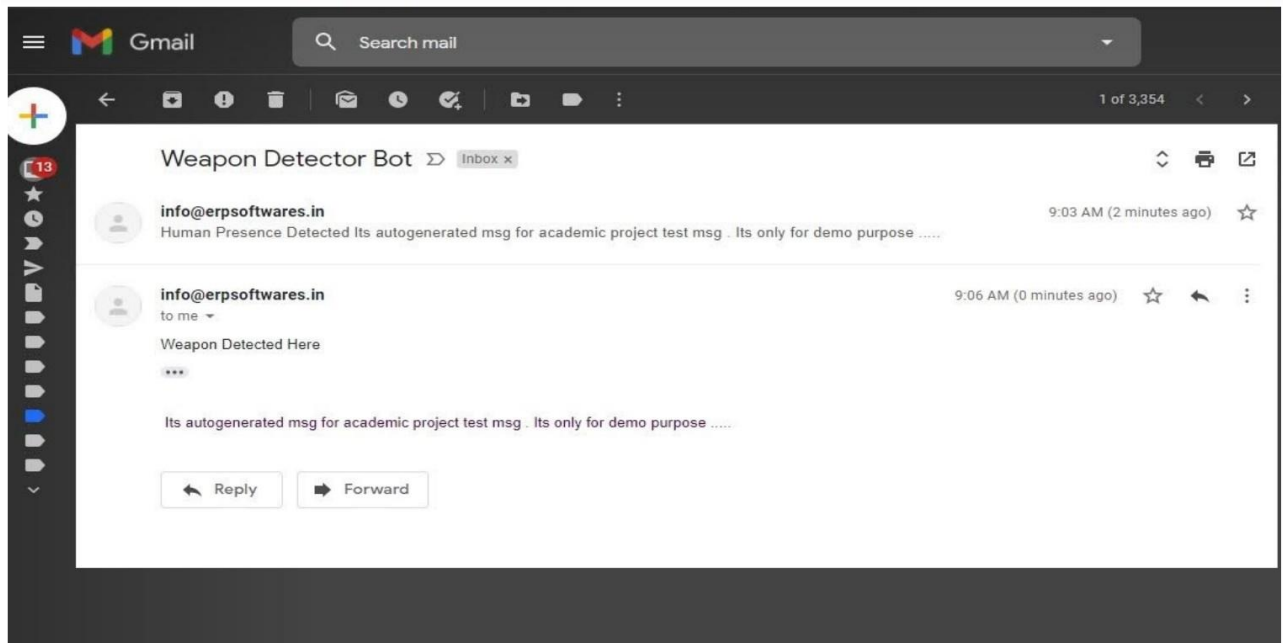 Gmail
Search mail
1 of 3,354
13
Weapon Detector Bot
Inbox x
info@erpsoftwares.in
9:03 AM (2 minutes ago)
Human Presence Detected Its autogenerated msg for academic project test msg . Its only for demo purpose .....
info@erpsoftwares.in
9:06 AM (0 minutes ago)
to me
Weapon Detected Here
Its autogenerated msg for academic project test msg . Its only for demo purpose .....
Reply
Forward